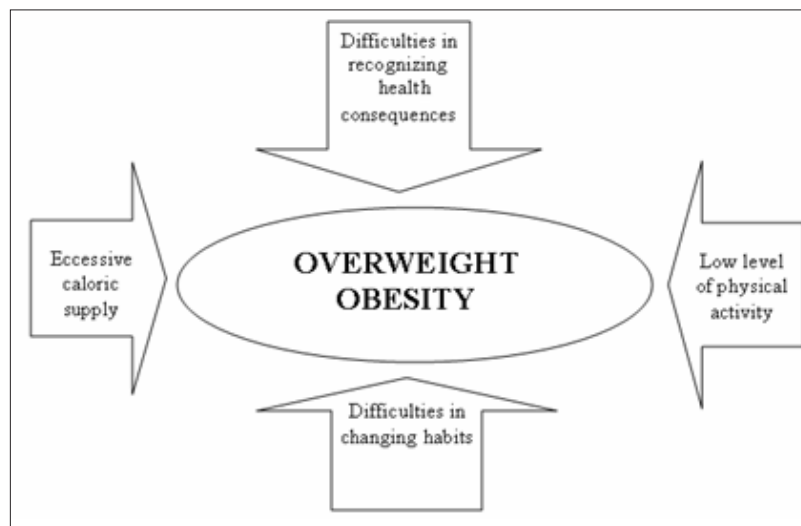 Difficulties in
recognizing
health
consequences
Eccessive
caloric
supply
OVERWEIGHT
OBESITY
Low level
of physical
activity
Difficulties in
changing habits